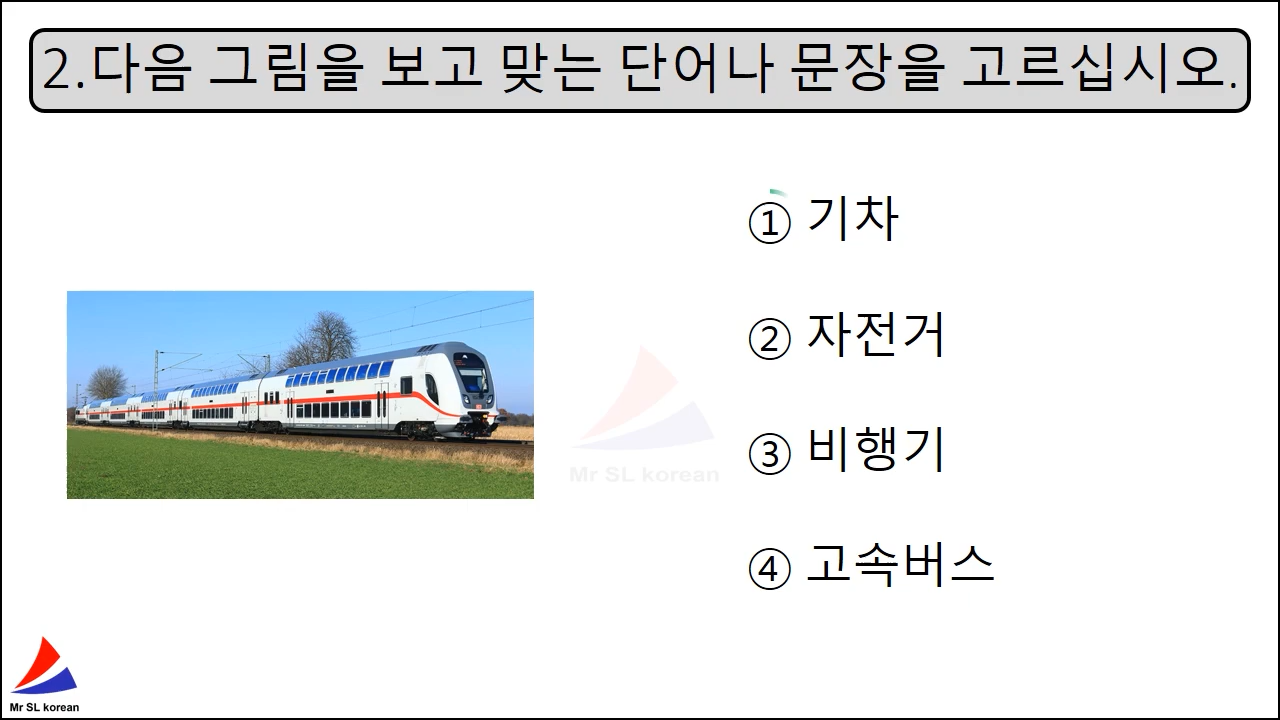 2.다음 그림을 보고 맞는 단어나 문장을 고르십시오.
① 기차
② 자전거
③ 비행기
④ 고속버스
Mr SL korean
Mr SL korean